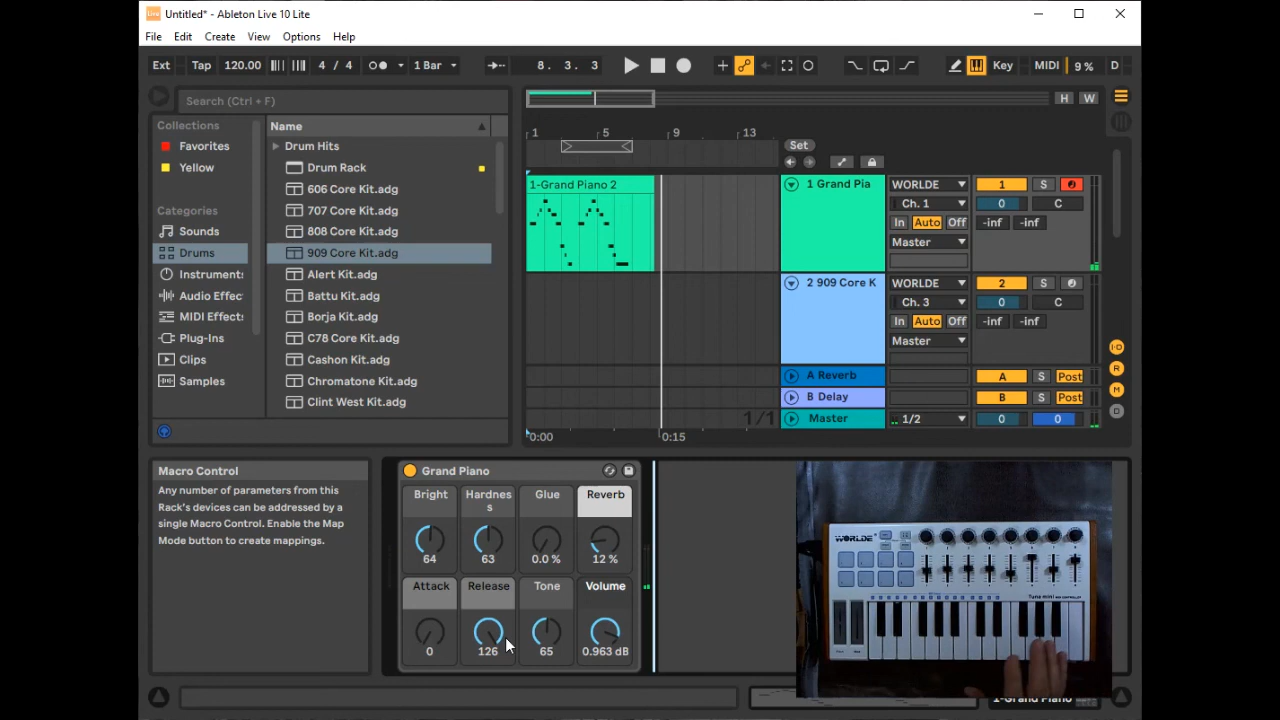 Untitled* - Ableton Live 10 Lite
File Edit Create View Options Help
Ext Tap 120.00 4 / 4 1 Bar 8. 3. 3 Key MIDI 9 % D
Search (Ctrl + F)
H W
Collections
Favorites
Yellow
Categories
Sounds
Drums
Instrument:
Audio Effec
MIDI Effect:
Plug-Ins
Clips
Samples
Name
Drum Hits
Drum Rack
606 Core Kit.adg
707 Core Kit.adg
808 Core Kit.adg
909 Core Kit.adg
Alert Kit.adg
Battu Kit.adg
Borja Kit.adg
C78 Core Kit.adg
Cashon Kit.adg
Chromatone Kit.adg
Clint West Kit.adg
1 5 9 13
Set
1-Grand Piano 2
1 Grand Pia
WORLDE 1 S
Ch. 1 0 C
In Auto Off -inf -inf
Master
2 909 Core K
WORLDE 2 S
Ch. 3 0 C
In Auto Off -inf -inf
Master
A Reverb A S Post
B Delay B S Post
1/1 Master 1/2 0 0
0:00 0:15
I·O
R
M
D
Macro Control
Any number of parameters from this
Rack's devices can be addressed by a
single Macro Control. Enable the Map
Mode button to create mappings.
Grand Piano
Bright Hardnes
s Glue Reverb
64 63 0.0 % 12 %
Attack Release Tone Volume
0 126 65 0.963 dB
WORLDE
Tuna mini
1-Grand Piano